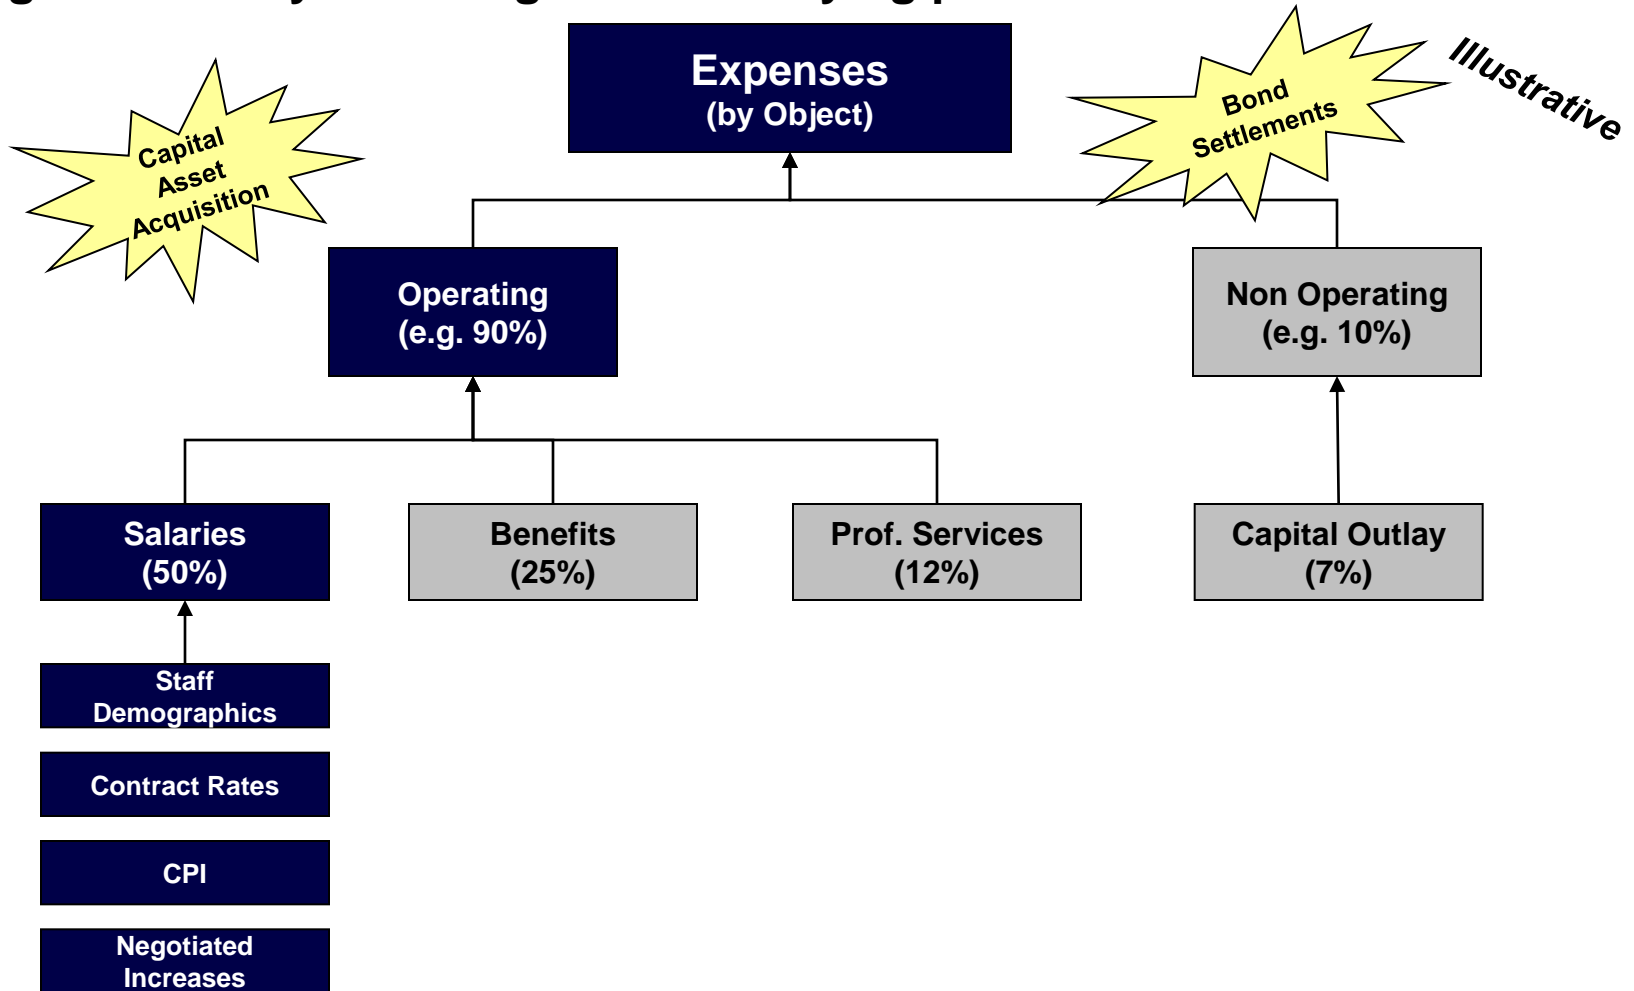 Expenses
(by Object)
Illustrative
Bond
Settlements
Capital
Asset
Acquisition
Operating
(e.g. 90%)
Non Operating
(e.g. 10%)
Salaries
(50%)
Benefits
(25%)
Prof. Services
(12%)
Capital Outlay
(7%)
Staff
Demographics
Contract Rates
CPI
Negotiated
Increases